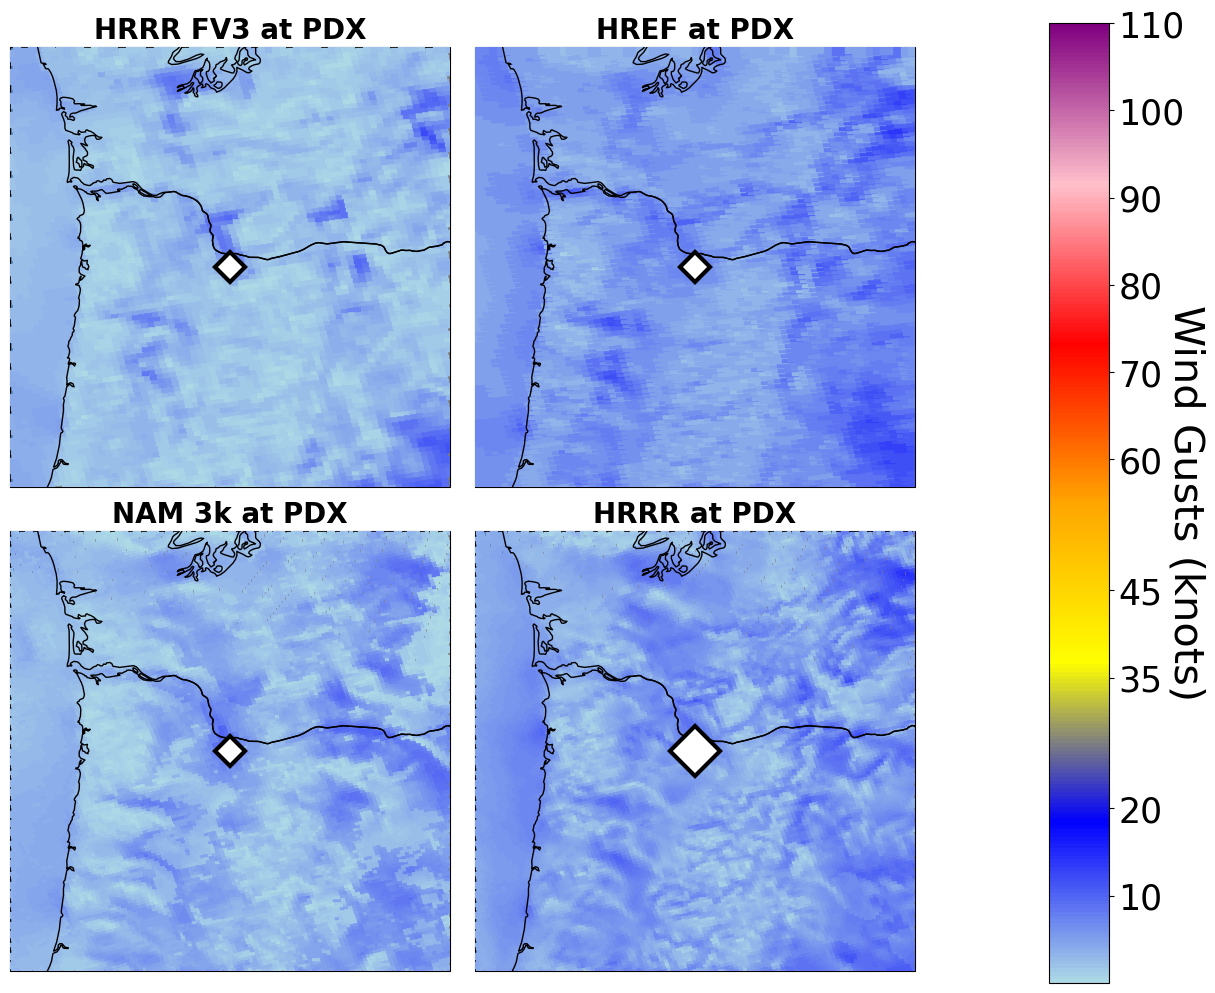 HRRR FV3 at PDX
HREF at PDX
NAM 3k at PDX
HRRR at PDX
110
100
90
80
70
60
45
35
20
10
Wind Gusts (knots)